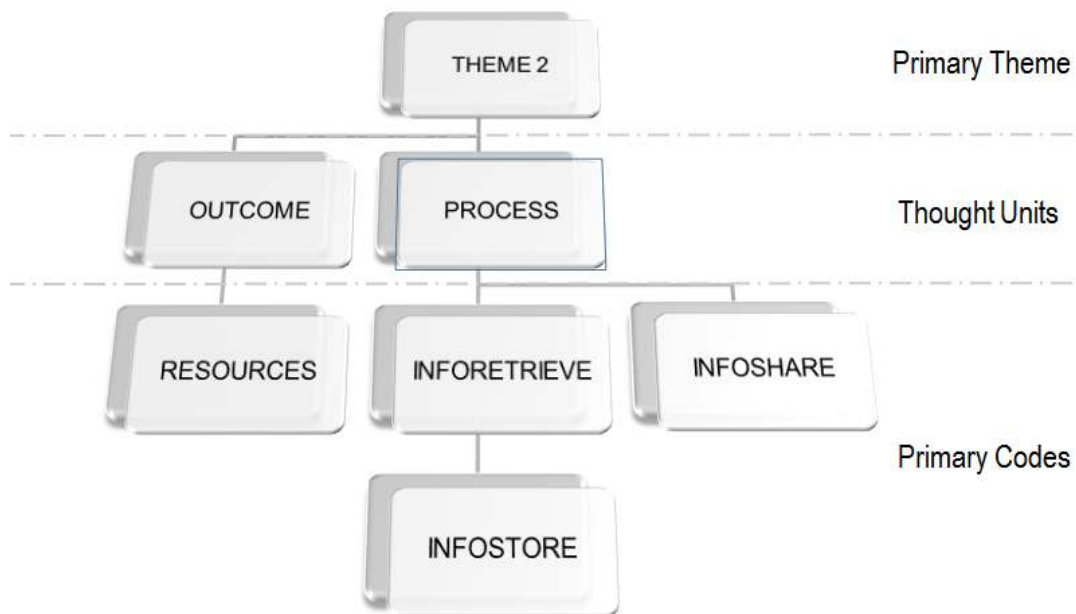 THEME 2
Primary Theme
OUTCOME
PROCESS
Thought Units
RESOURCES
INFORETRIEVE
INFOSHARE
Primary Codes
INFOSTORE